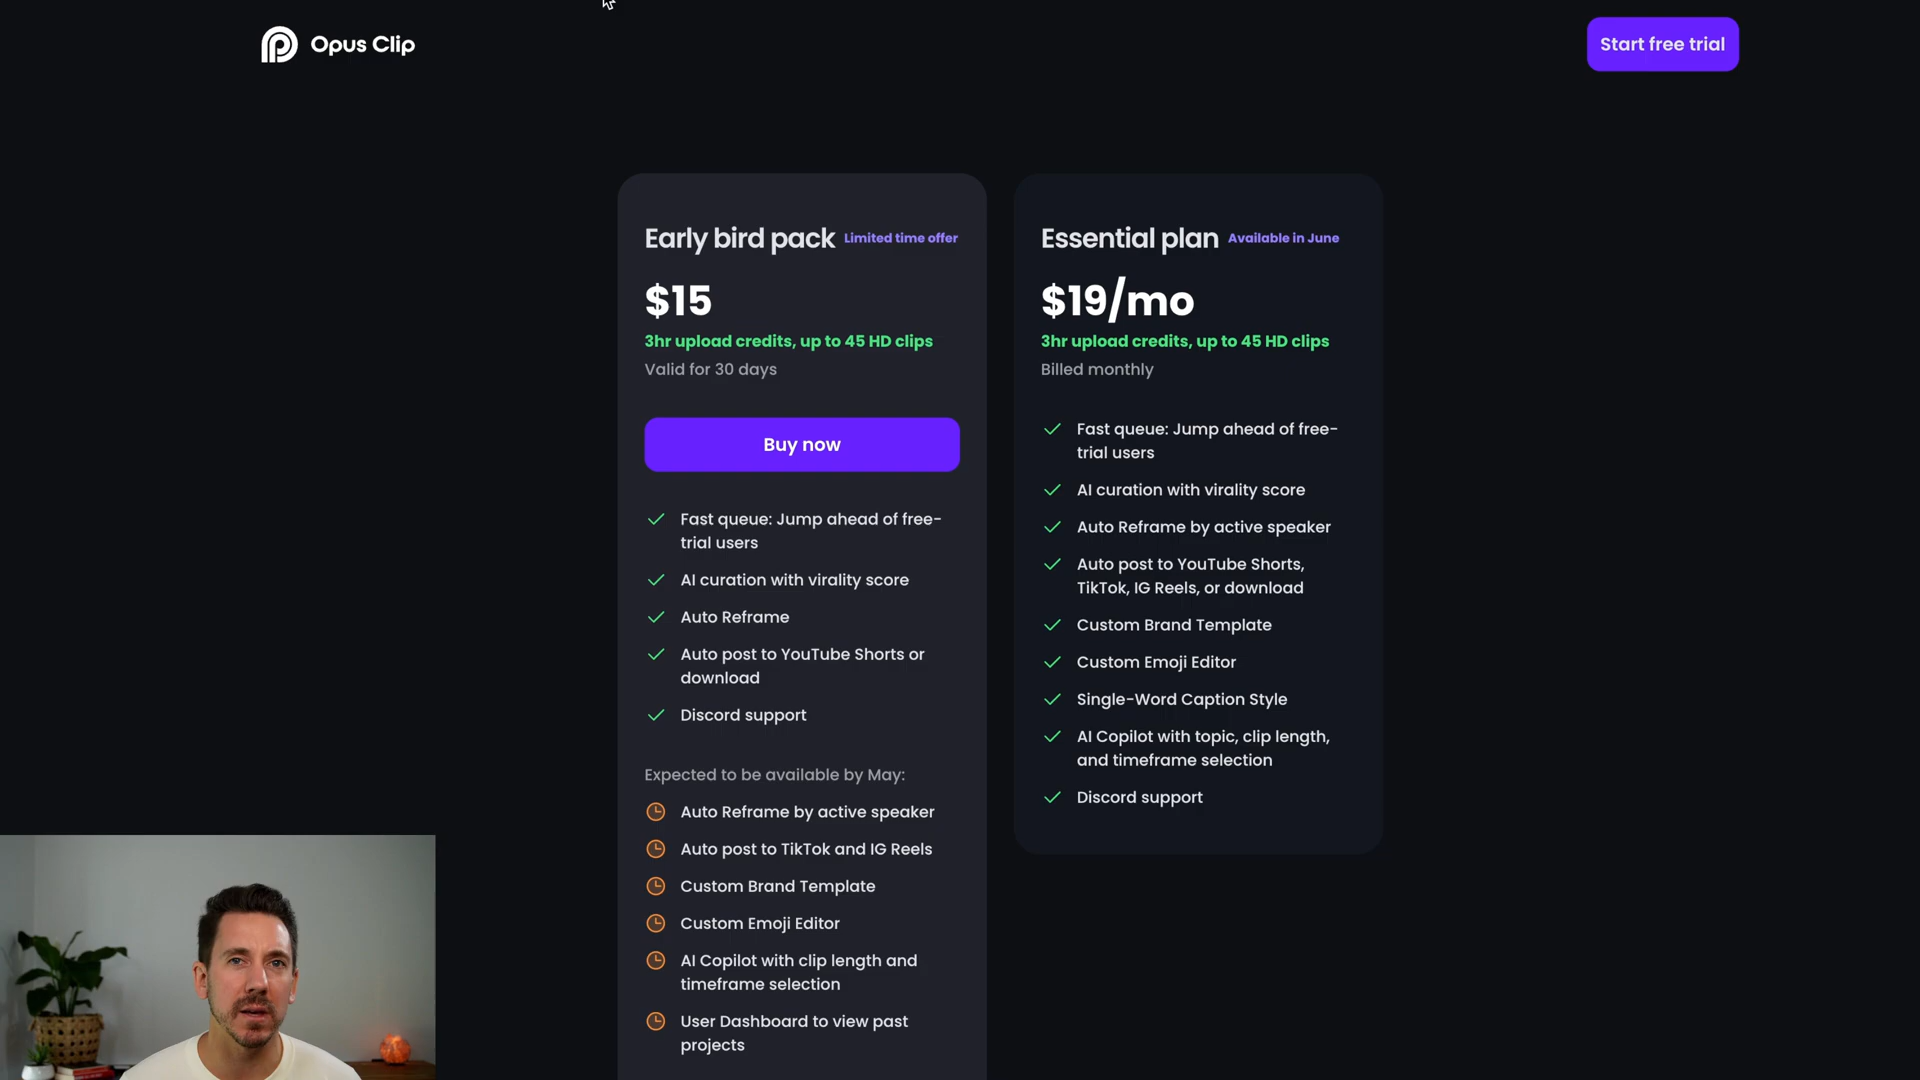 Opus Clip
Start free trial
Early bird pack Limited time offer
$15
3hr upload credits, up to 45 HD clips
Valid for 30 days
Buy now
Fast queue: Jump ahead of free-
trial users
AI curation with virality score
Auto Reframe
Auto post to YouTube Shorts or
download
Discord support
Expected to be available by May:
Auto Reframe by active speaker
Auto post to TikTok and IG Reels
Custom Brand Template
Custom Emoji Editor
AI Copilot with clip length and
timeframe selection
User Dashboard to view past
projects
Essential plan Available in June
$19/mo
3hr upload credits, up to 45 HD clips
Billed monthly
Fast queue: Jump ahead of free-
trial users
AI curation with virality score
Auto Reframe by active speaker
Auto post to YouTube Shorts,
TikTok, IG Reels, or download
Custom Brand Template
Custom Emoji Editor
Single-Word Caption Style
AI Copilot with topic, clip length,
and timeframe selection
Discord support